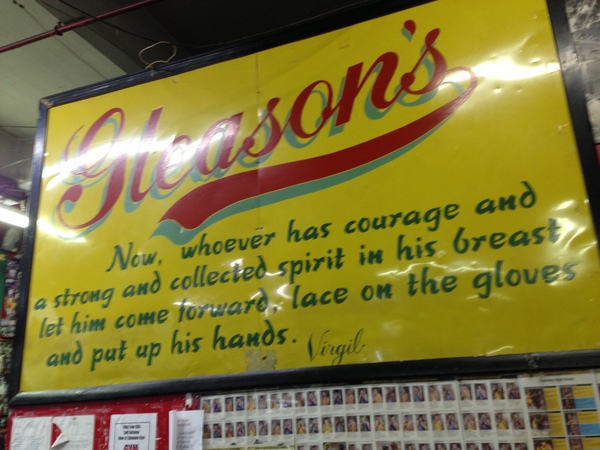 Gleason's
Now, whoever has courage and
a strong and collected spirit in his breast
let him come forward, lace on the gloves
and put up his hands. Virgil
GYM